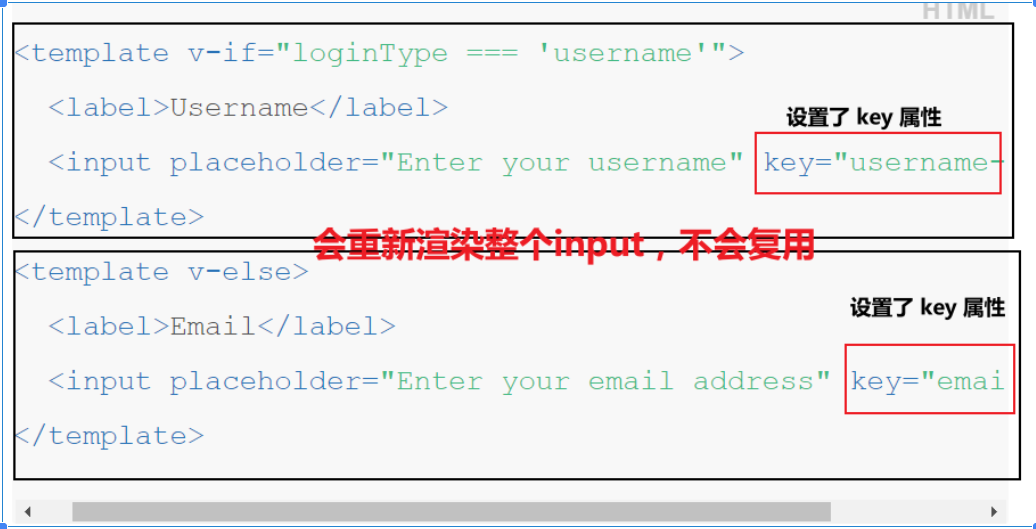 HTML
<template v-if="loginType === 'username'">
<label>Username</label>
设置了 key 属性
<input placeholder="Enter your username" key="username-
</template>
会重新渲染整个input，不会复用
<template v-else>
<label>Email</label>
设置了 key 属性
<input placeholder="Enter your email address" key="emai
</template>